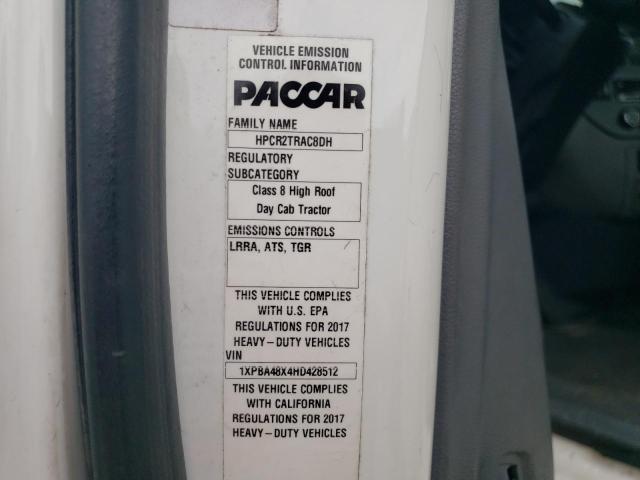 VEHICLE EMISSION
CONTROL INFORMATION
PACCAR
FAMILY NAME
HPCR2TRAC8DH
REGULATORY
SUBCATEGORY
Class 8 High Roof
Day Cab Tractor
EMISSIONS CONTROLS
LRRA, ATS, TGR
THIS VEHICLE COMPLIES
WITH U.S. EPA
REGULATIONS FOR 2017
HEAVY-DUTY VEHICLES
VIN
1XPBA48X4HD428512
THIS VEHICLE COMPLIES
WITH CALIFORNIA
REGULATIONS FOR 2017
HEAVY-DUTY VEHICLES